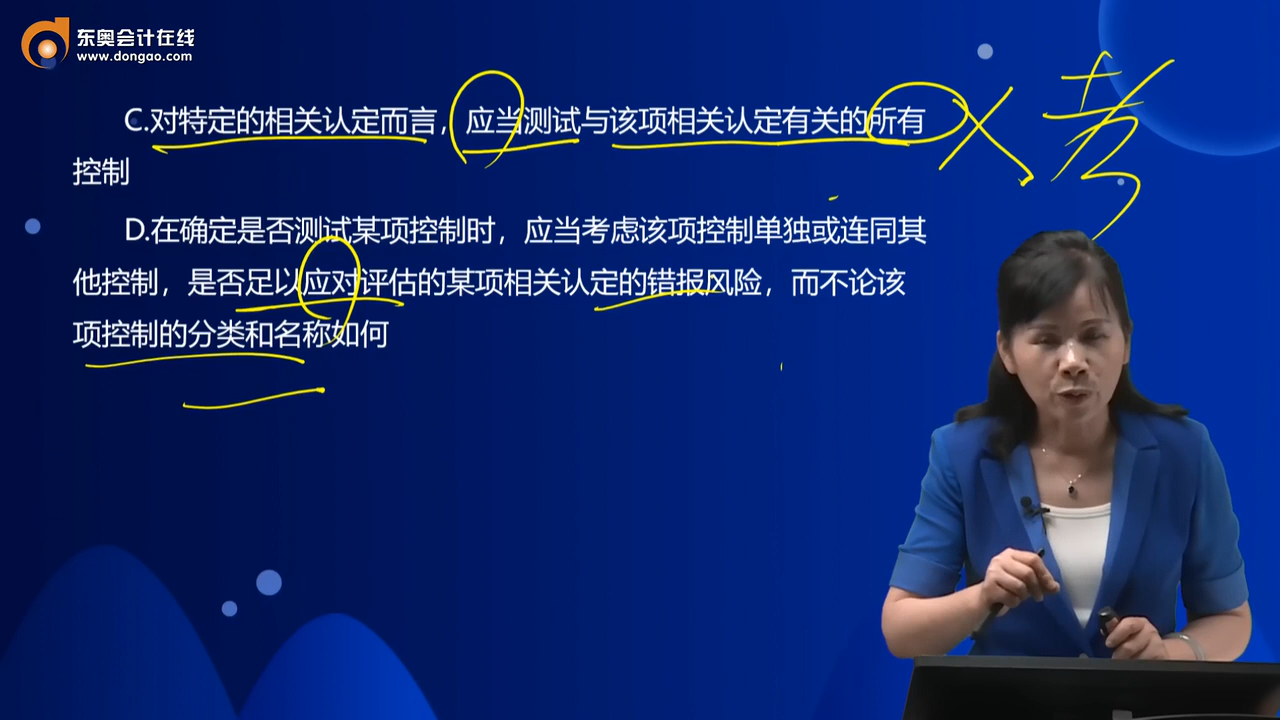 东奥会计在线
www.dongao.com
C.对特定的相关认定而言，应当测试与该项相关认定有关的所有
控制
D.在确定是否测试某项控制时，应当考虑该项控制单独或连同其
他控制，是否足以应对评估的某项相关认定的错报风险，而不论该
项控制的分类和名称如何
考